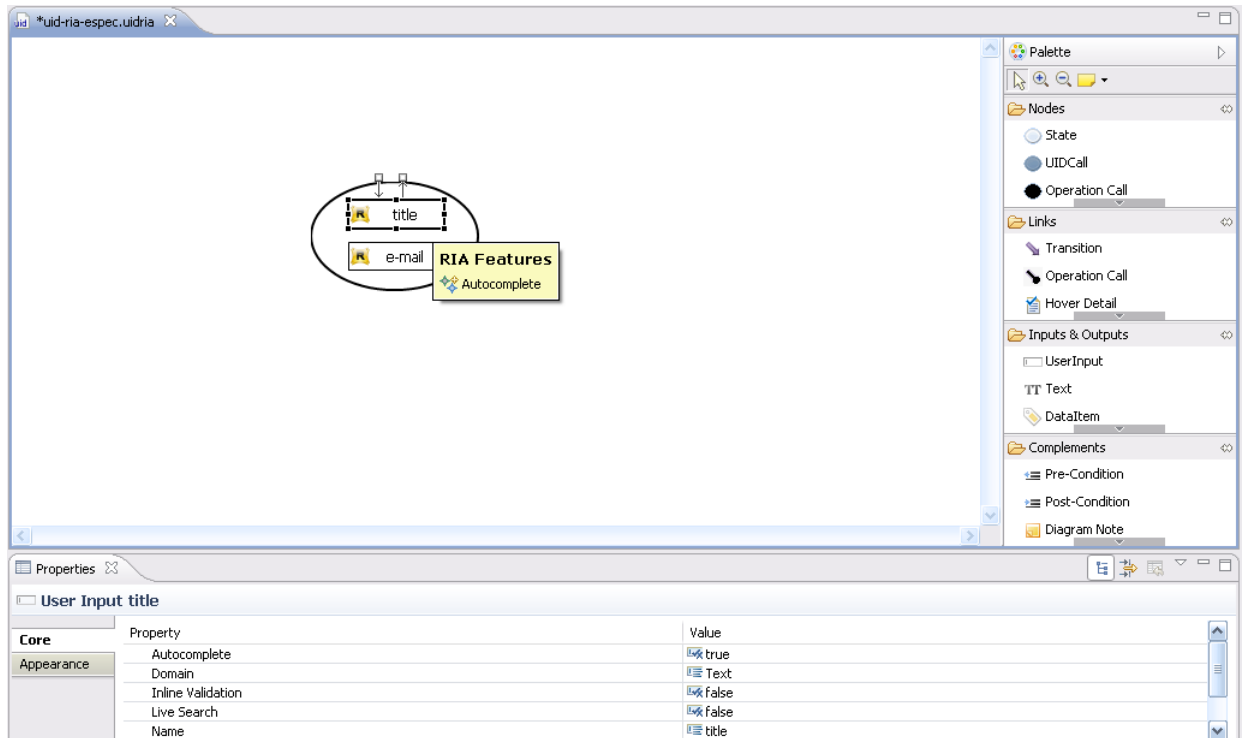 *uid-ria-espec.uidria
title
e-mail
RIA Features
Autocomplete
Palette
Nodes
State
UIDCall
Operation Call
Links
Transition
Operation Call
Hover Detail
Inputs & Outputs
UserInput
TT Text
DataItem
Complements
Pre-Condition
Post-Condition
Diagram Note
Properties
User Input title
Core
Appearance
Property Value
Autocomplete true
Domain Text
Inline Validation false
Live Search false
Name title